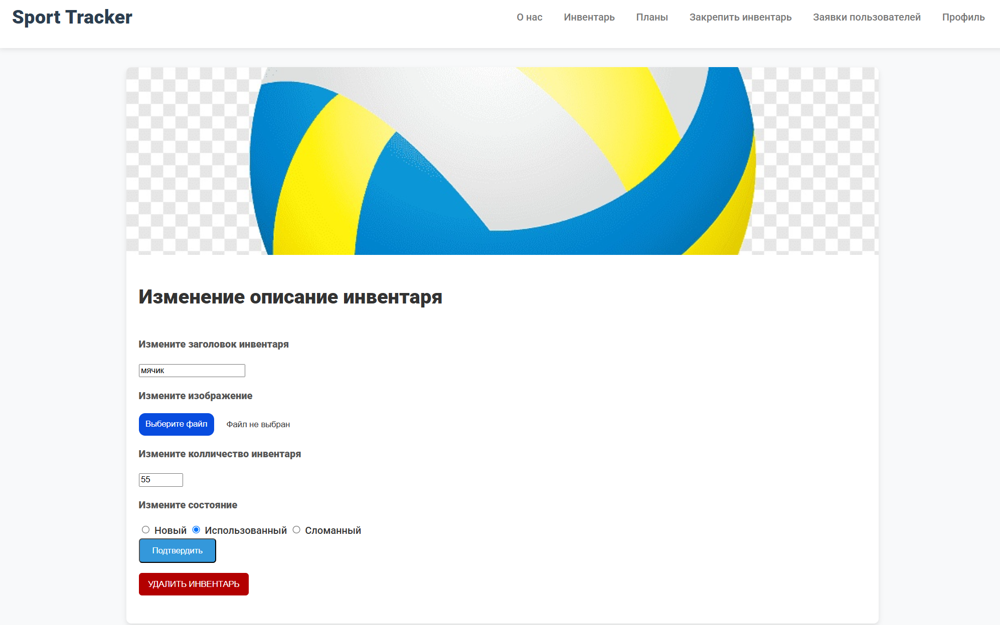 Sport Tracker
О нас Инвентарь Планы Закрепить инвентарь Заявки пользователей Профиль
Изменение описание инвентаря
Измените заголовок инвентаря
мячик
Измените изображение
Выберите файл Файл не выбран
Измените колличество инвентаря
55
Измените состояние
Новый Использованный Сломанный
Подтвердить
УДАЛИТЬ ИНВЕНТАРЬ